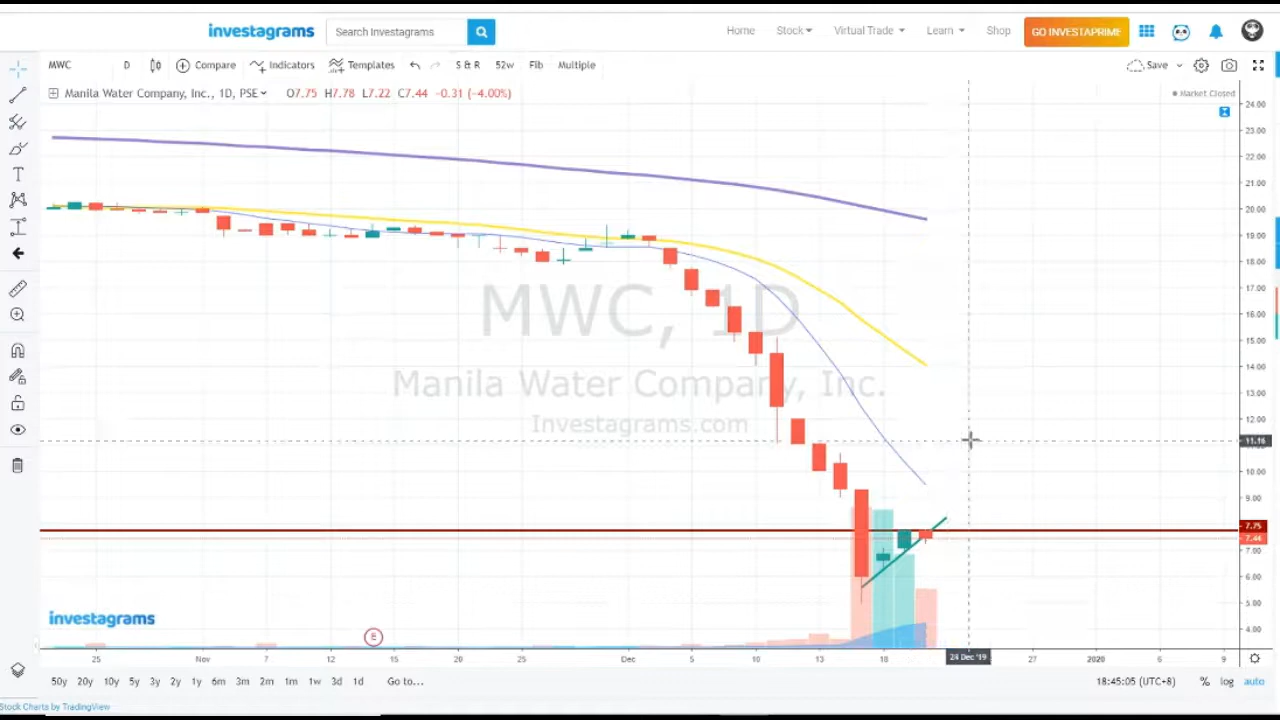 investagrams Search Investagrams Home Stock Virtual Trade Learn Shop GO INVESTAPRIME
MWC D Compare Indicators Templates S & R 52w Fib Multiple Save
Manila Water Company, Inc., 1D, PSE O7.75 H7.78 L7.22 C7.44 -0.31 (-4.00%) Market Closed
24.00
23.00
22.00
21.00
20.00
19.00
18.00
17.00
MWC, 1D
16.00
15.00
14.00
Manila Water Company, Inc.
13.00
12.00
Investagrams.com
11.16
10.00
9.00
7.75
7.44
7.00
6.00
5.00
investagrams
4.00
E
25 Nov 12 15 20 25 Dec 5 10 13 18 24 Dec '19 27 2020 6 9
50y 20y 10y 5y 3y 2y 1y 6m 3m 2m 1m 1w 3d 1d Go to... 18:45:05 (UTC+8) % log auto
Stock Charts by TradingView